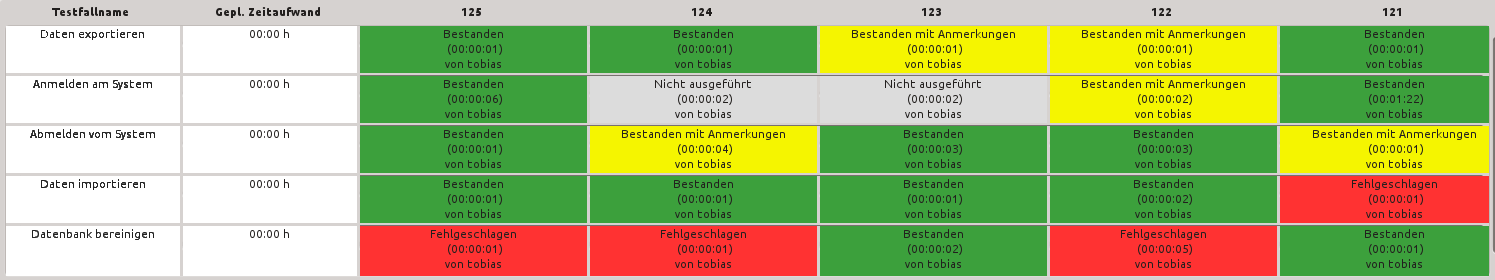 Testfallname Gepl. Zeitaufwand 125 124 123 122 121
Daten exportieren 00:00 h Bestanden Bestanden Bestanden mit Anmerkungen Bestanden mit Anmerkungen Bestanden
(00:00:01) (00:00:01) (00:00:01) (00:00:01) (00:00:01)
von tobias von tobias von tobias von tobias von tobias
Anmelden am System 00:00 h Bestanden Nicht ausgeführt Nicht ausgeführt Bestanden mit Anmerkungen Bestanden
(00:00:06) (00:00:02) (00:00:02) (00:00:02) (00:01:22)
von tobias von tobias von tobias von tobias von tobias
Abmelden vom System 00:00 h Bestanden Bestanden mit Anmerkungen Bestanden Bestanden Bestanden mit Anmerkungen
(00:00:01) (00:00:04) (00:00:03) (00:00:03) (00:00:01)
von tobias von tobias von tobias von tobias von tobias
Daten importieren 00:00 h Bestanden Bestanden Bestanden Bestanden Fehlgeschlagen
(00:00:01) (00:00:01) (00:00:01) (00:00:02) (00:00:01)
von tobias von tobias von tobias von tobias von tobias
Datenbank bereinigen 00:00 h Fehlgeschlagen Fehlgeschlagen Bestanden Fehlgeschlagen Bestanden
(00:00:01) (00:00:01) (00:00:02) (00:00:05) (00:00:01)
von tobias von tobias von tobias von tobias von tobias